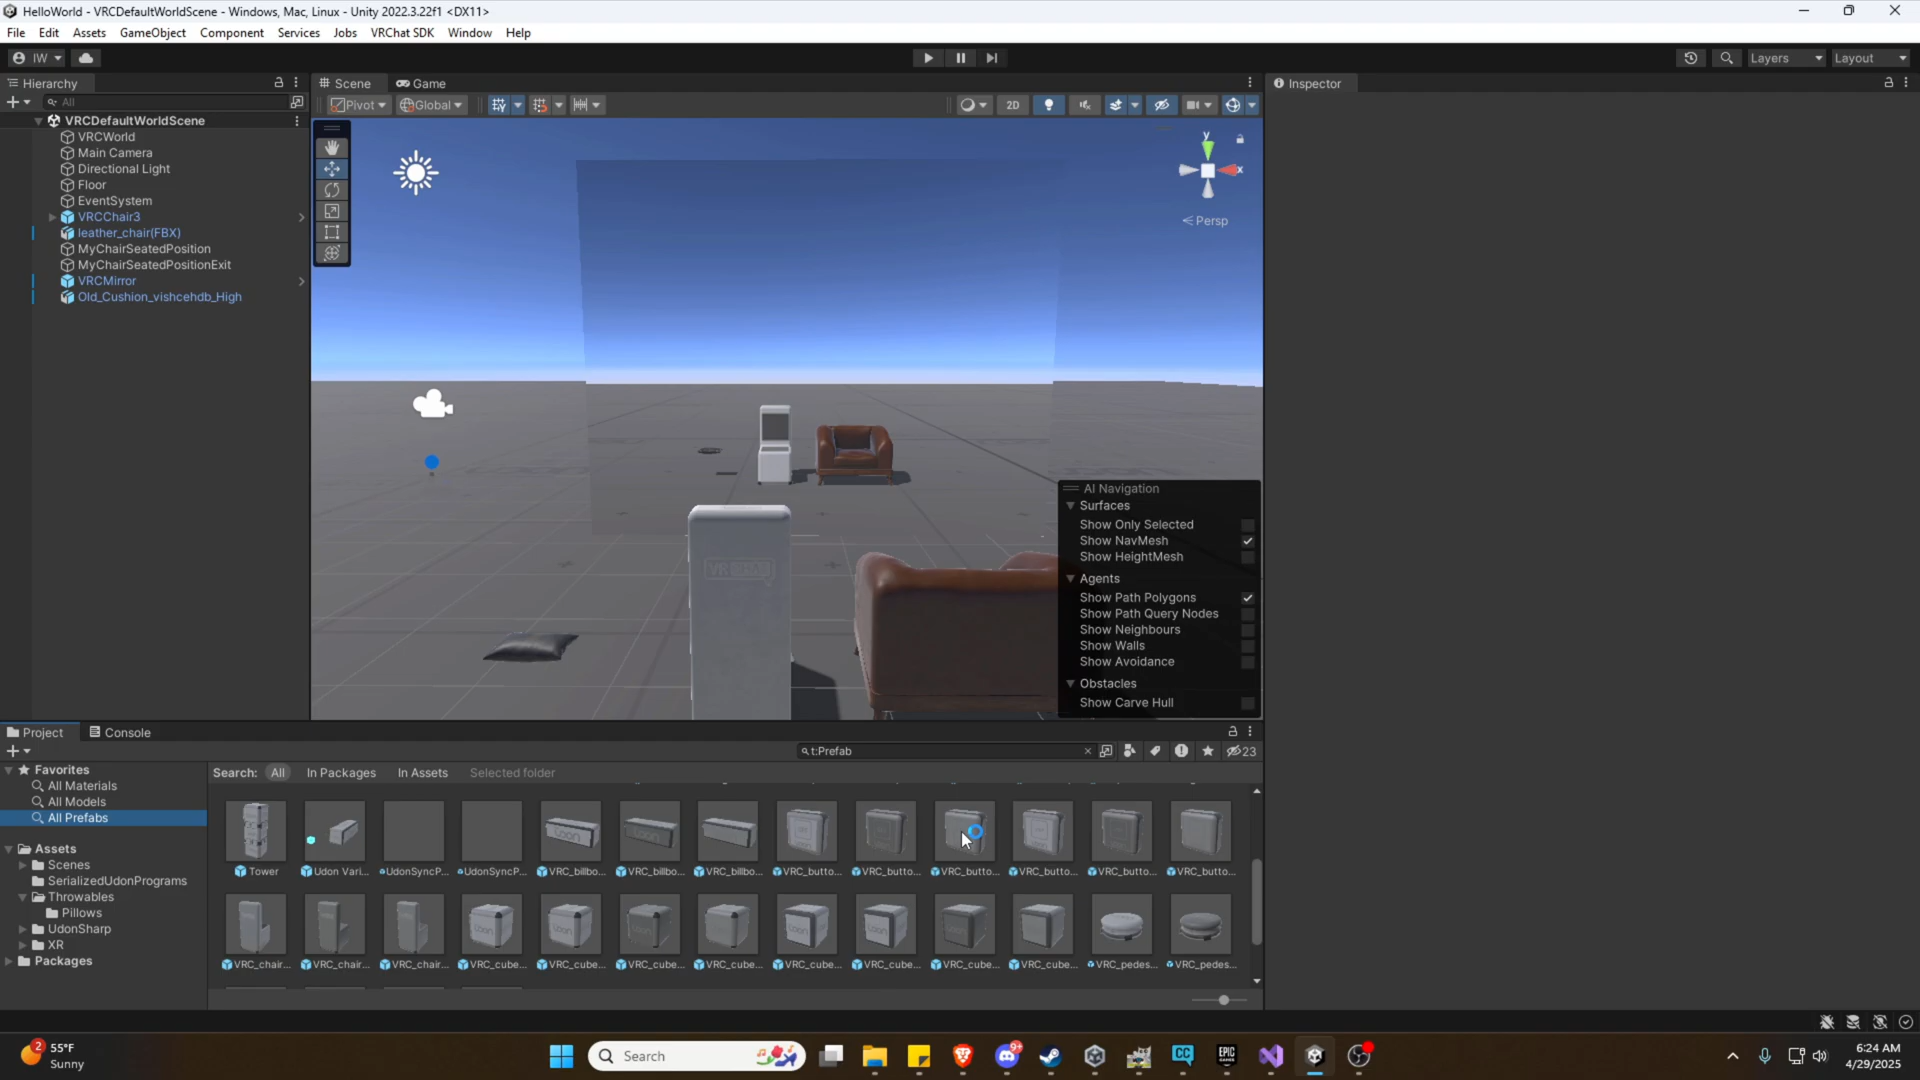 HelloWorld - VRCDefaultWorldScene - Windows, Mac, Linux - Unity 2022.3.22f1 <DX11>
File Edit Assets GameObject Component Services Jobs VRChat SDK Window Help
IW Layers Layout
Hierarchy
All
VRCDefaultWorldScene
VRCWorld
Main Camera
Directional Light
Floor
EventSystem
VRCChair3
leather_chair(FBX)
MyChairSeatedPosition
MyChairSeatedPositionExit
VRCMirror
Old_Cushion_vishcehdb_High
Scene Game
Pivot Global 2D
y
x
Persp
AI Navigation
Surfaces
Show Only Selected
Show NavMesh
Show HeightMesh
Agents
Show Path Polygons
Show Path Query Nodes
Show Neighbours
Show Walls
Show Avoidance
Obstacles
Show Carve Hull
Inspector
Project Console
t:Prefab 23
Favorites
All Materials
All Models
All Prefabs
Assets
Scenes
SerializedUdonPrograms
Throwables
Pillows
UdonSharp
XR
Packages
Search: All In Packages In Assets Selected folder
Tower Udon Vari... UdonSyncP... UdonSyncP... VRC_billbo... VRC_billbo... VRC_billbo... VRC_butto... VRC_butto... VRC_butto... VRC_butto... VRC_butto... VRC_butto...
VRC_chair... VRC_chair... VRC_chair... VRC_cube... VRC_cube... VRC_cube... VRC_cube... VRC_cube... VRC_cube... VRC_cube... VRC_cube... VRC_pedes... VRC_pedes...
2
55°F
Sunny
Search
9+
CC
EPIC GAMES
6:24 AM
4/29/2025